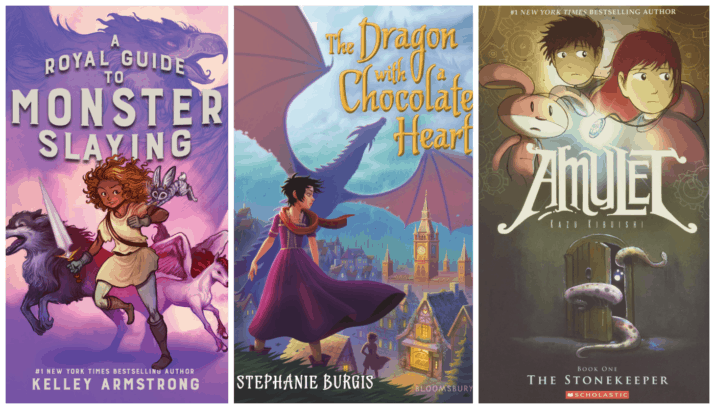 A
ROYAL GUIDE
TO
MONSTER
SLAYING
#1 NEW YORK TIMES BESTSELLING AUTHOR
KELLEY ARMSTRONG
The Dragon
with a
Chocolate
Heart
STEPHANIE BURGIS
BLOOMSBURY
#1 NEW YORK TIMES BESTSELLING AUTHOR
AMULET
KAZU KIBUISHI
BOOK ONE
THE STONEKEEPER
SCHOLASTIC